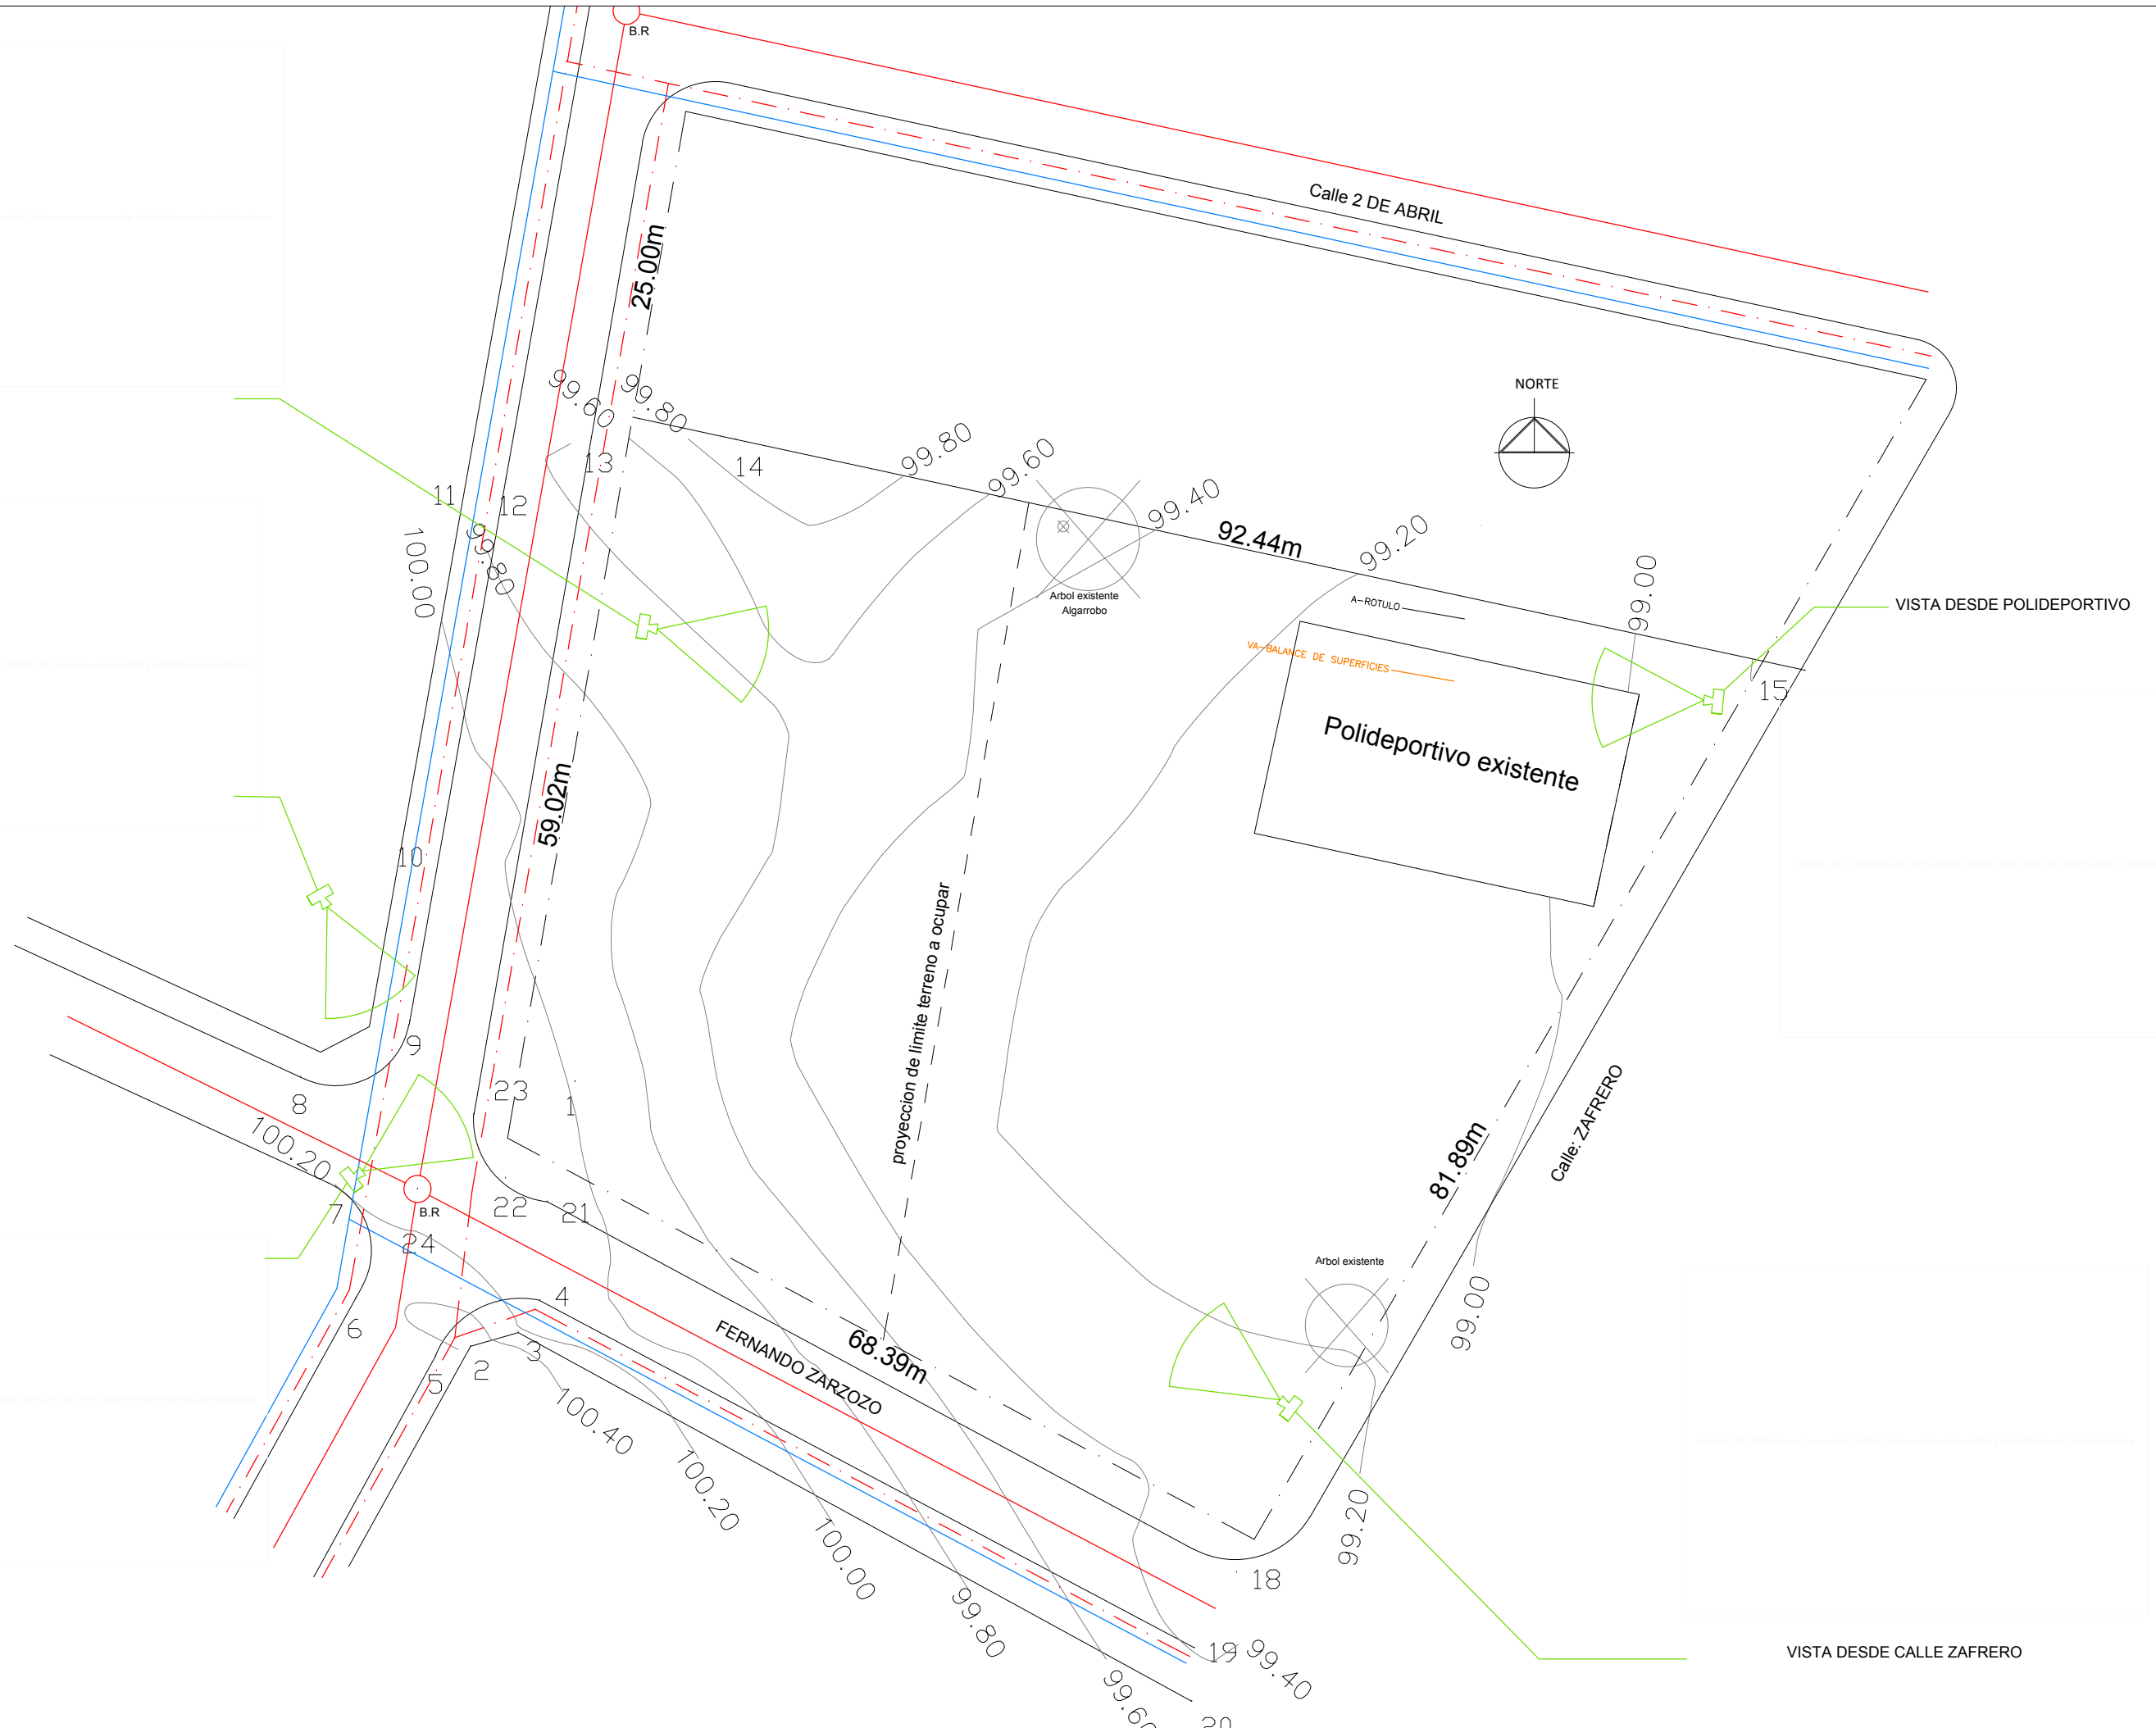 B.R
Calle 2 DE ABRIL
25.00m
NORTE
99.60
99.80
13
14
99.80
99.60
99.40
92.44m
99.20
99.00
11
12
99.80
100.00
Arbol existente
Algarrobo
A-ROTULO
VA-BALANCE DE SUPERFICIES
VISTA DESDE POLIDEPORTIVO
15
Polideportivo existente
59.02m
10
proyeccion de limite terreno a ocupar
9
8
23
1
100.20
7
B.R
22
21
24
Calle: ZAFRERO
81.89m
Arbol existente
99.00
4
6
3
2
5
FERNANDO ZARZOZO
68.39m
100.40
100.20
100.00
99.80
99.60
99.20
18
19
99.40
20
VISTA DESDE CALLE ZAFRERO